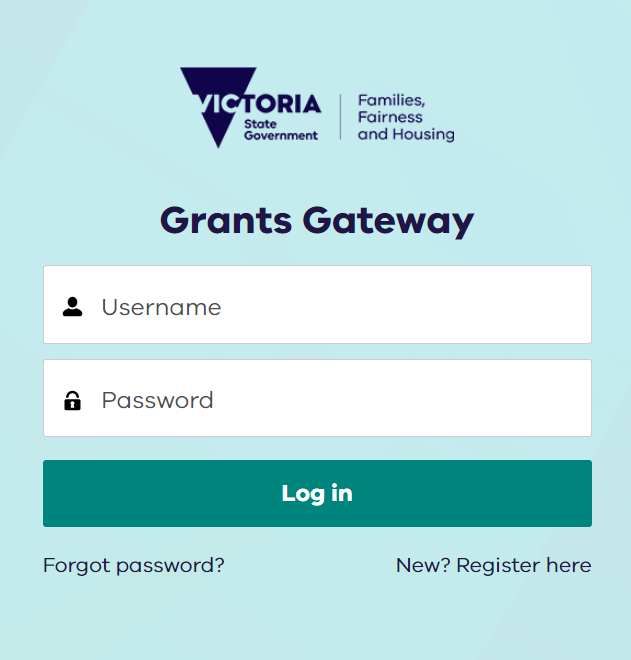 VICTORIA
State
Government
Families,
Fairness
and Housing
Grants Gateway
Username
Password
Log in
Forgot password? New? Register here